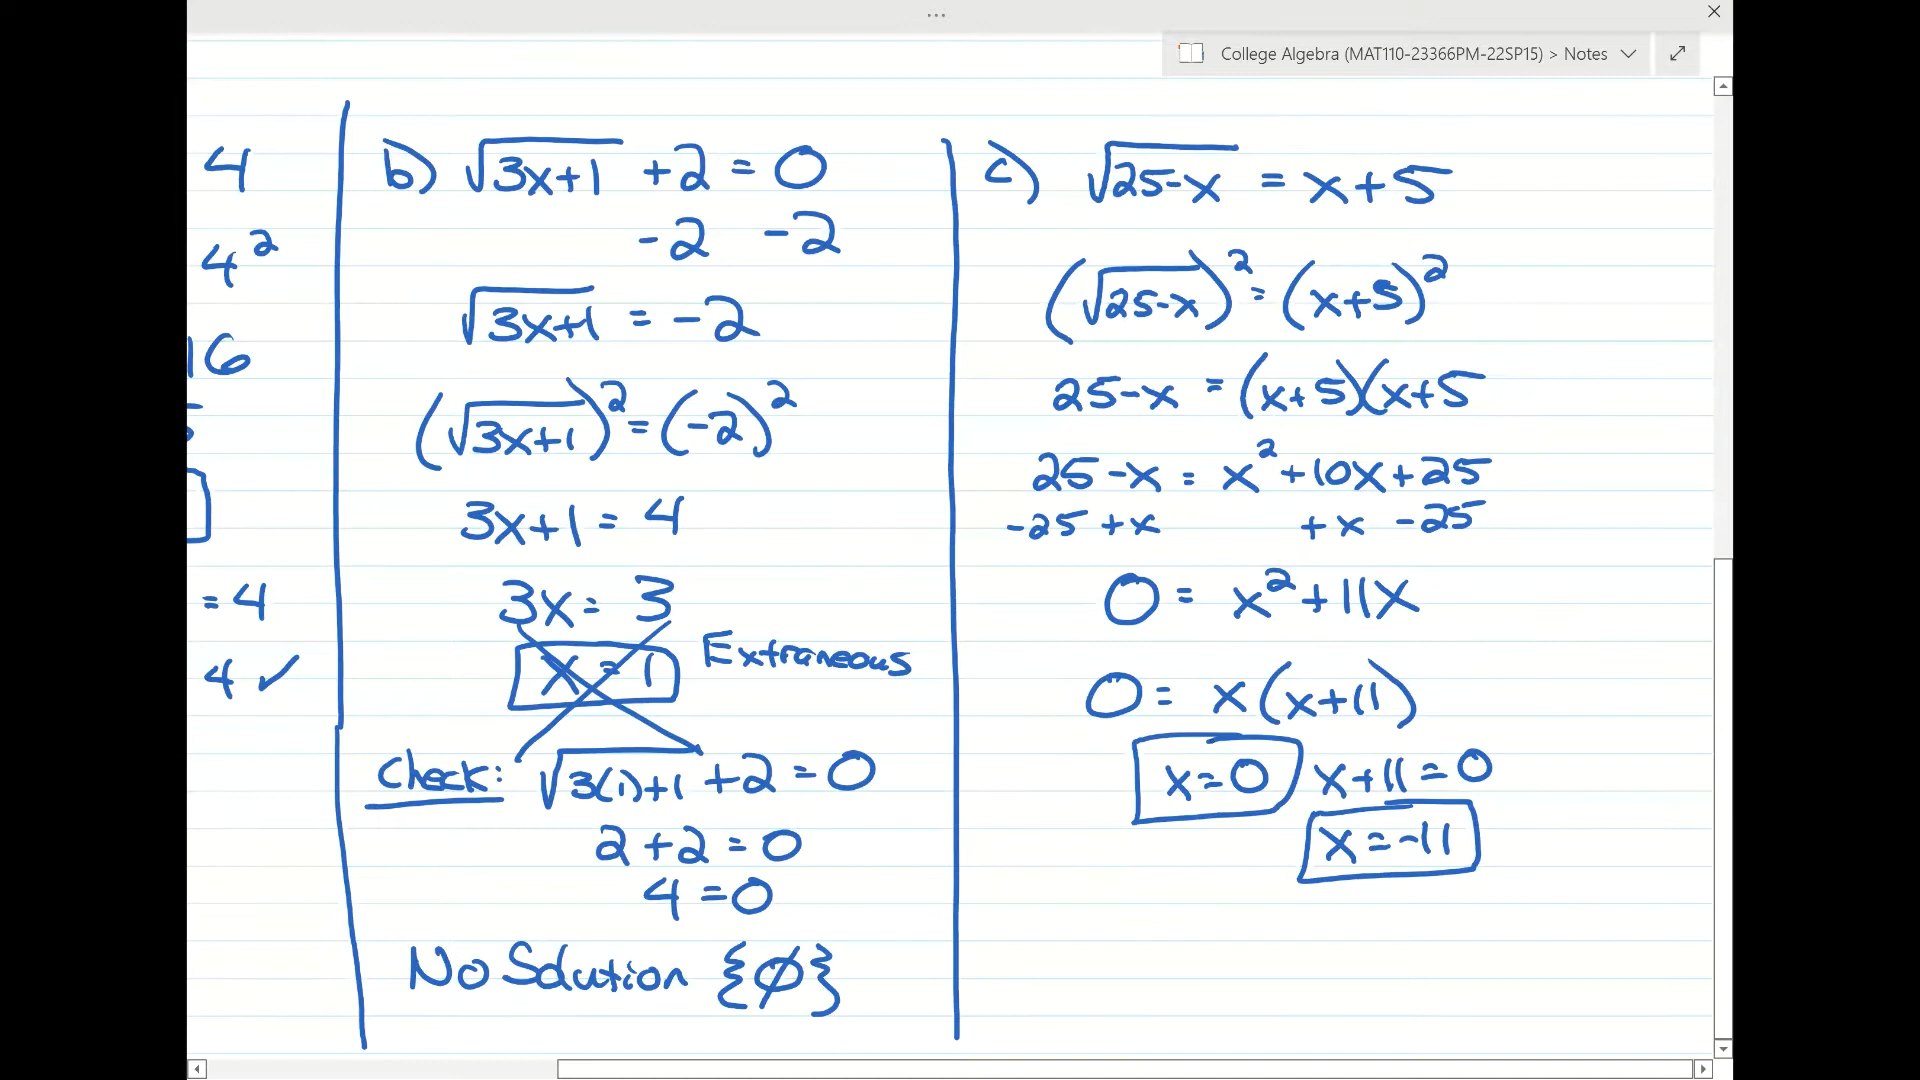 ...
College Algebra (MAT110-23366PM-22SP15) > Notes
4
4²
16
= 4
4 ✓
b) √(3x+1) +2 = 0
-2 -2
√(3x+1) = -2
(√(3x+1))² = (-2)²
3x+1 = 4
3x = 3
x = 1 Extraneous
Check: √(3(1)+1) +2 = 0
2+2 = 0
4 = 0
No Solution {∅}
c) √(25-x) = x+5
(√(25-x))² = (x+5)²
25-x = (x+5)(x+5
25-x = x²+10x+25
-25 +x +x -25
0 = x²+11x
0 = x(x+11)
x=0 x+11=0
x=-11